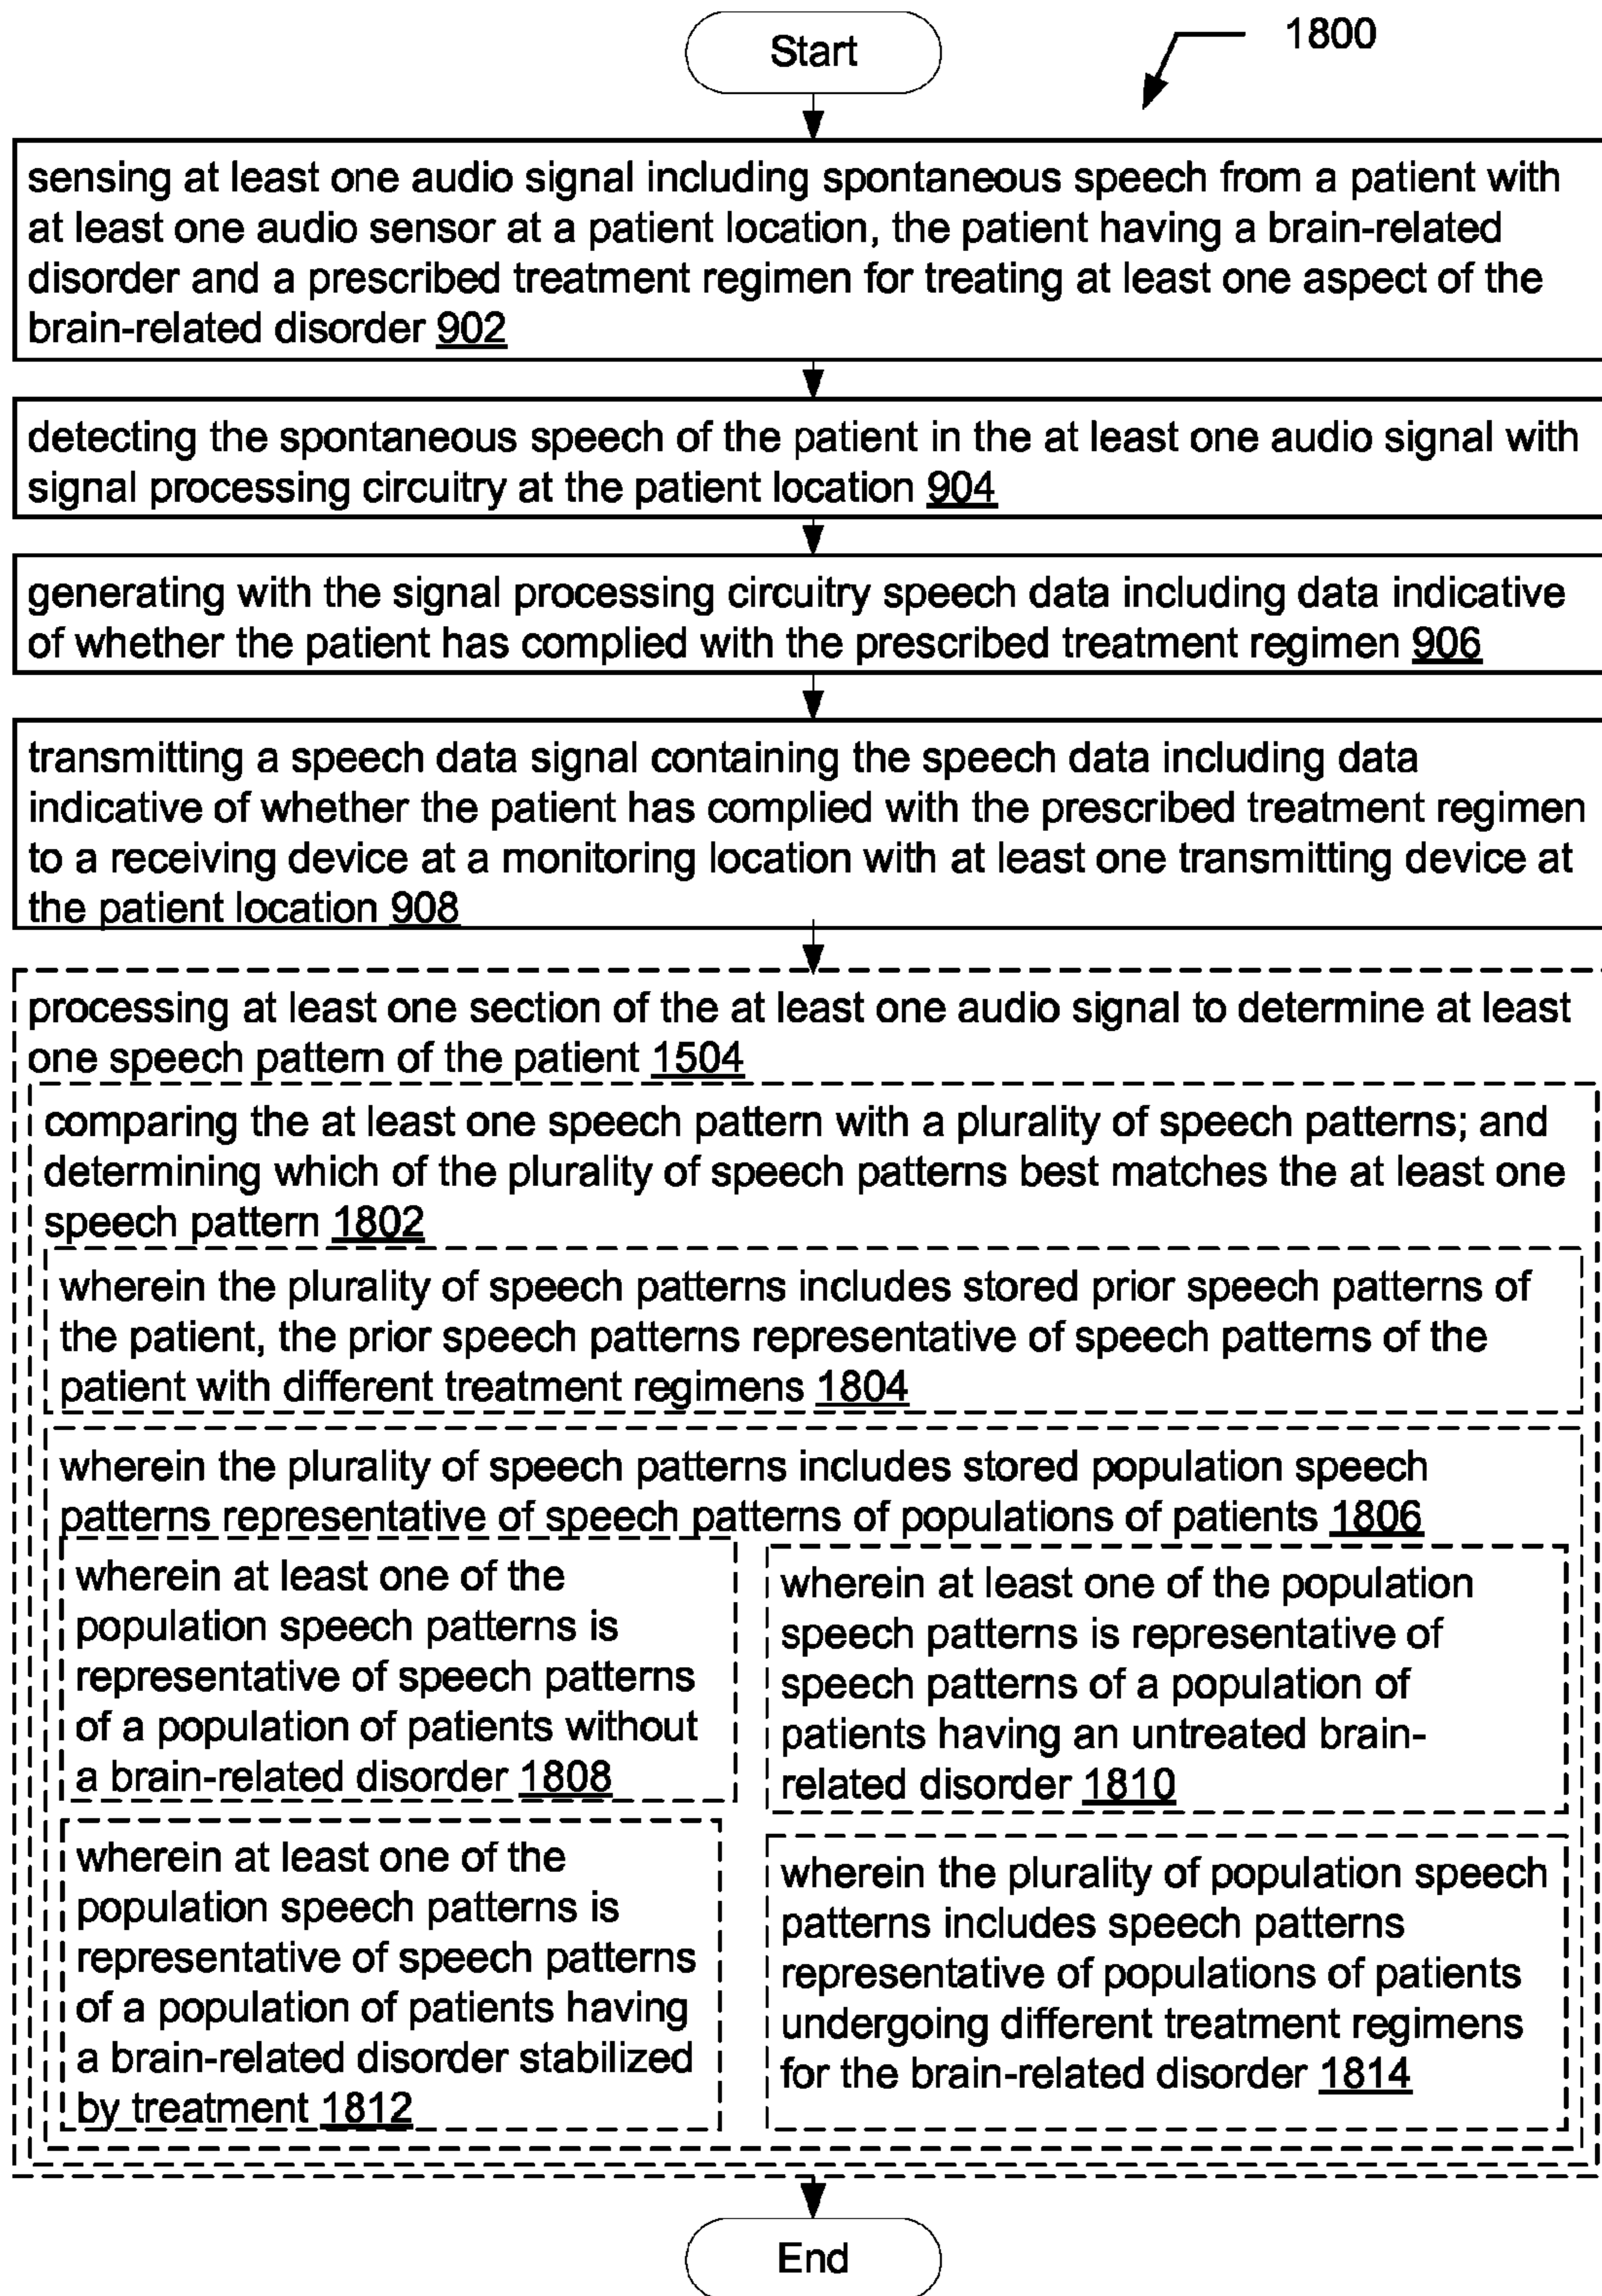 Start
1800
sensing at least one audio signal including spontaneous speech from a patient with
at least one audio sensor at a patient location, the patient having a brain-related
disorder and a prescribed treatment regimen for treating at least one aspect of the
brain-related disorder 902
detecting the spontaneous speech of the patient in the at least one audio signal with
signal processing circuitry at the patient location 904
generating with the signal processing circuitry speech data including data indicative
of whether the patient has complied with the prescribed treatment regimen 906
transmitting a speech data signal containing the speech data including data
indicative of whether the patient has complied with the prescribed treatment regimen
to a receiving device at a monitoring location with at least one transmitting device at
the patient location 908
processing at least one section of the at least one audio signal to determine at least
one speech pattern of the patient 1504
comparing the at least one speech pattern with a plurality of speech patterns; and
determining which of the plurality of speech patterns best matches the at least one
speech pattern 1802
wherein the plurality of speech patterns includes stored prior speech patterns of
the patient, the prior speech patterns representative of speech patterns of the
patient with different treatment regimens 1804
wherein the plurality of speech patterns includes stored population speech
patterns representative of speech patterns of populations of patients 1806
wherein at least one of the
population speech patterns is
representative of speech patterns
of a population of patients without
a brain-related disorder 1808
wherein at least one of the population
speech patterns is representative of
speech patterns of a population of
patients having an untreated brain-
related disorder 1810
wherein at least one of the
population speech patterns is
representative of speech patterns
of a population of patients having
a brain-related disorder stabilized
by treatment 1812
wherein the plurality of population speech
patterns includes speech patterns
representative of populations of patients
undergoing different treatment regimens
for the brain-related disorder 1814
End